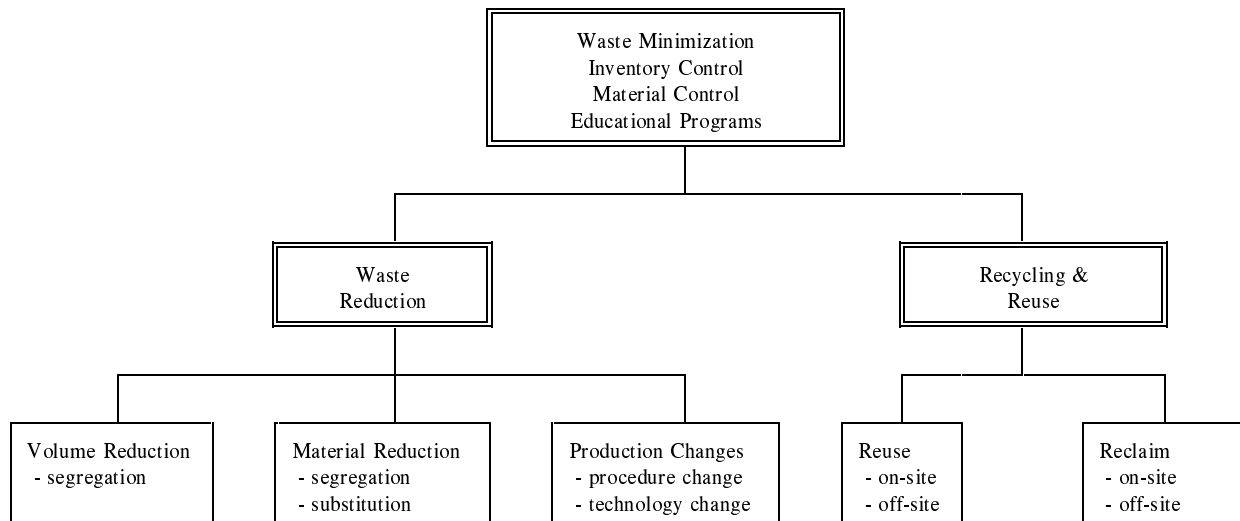 Waste Minimization
Inventory Control
Material Control
Educational Programs
Waste
Reduction
Recycling &
Reuse
Volume Reduction
- segregation
Material Reduction
- segregation
- substitution
Production Changes
- procedure change
- technology change
Reuse
- on-site
- off-site
Reclaim
- on-site
- off-site